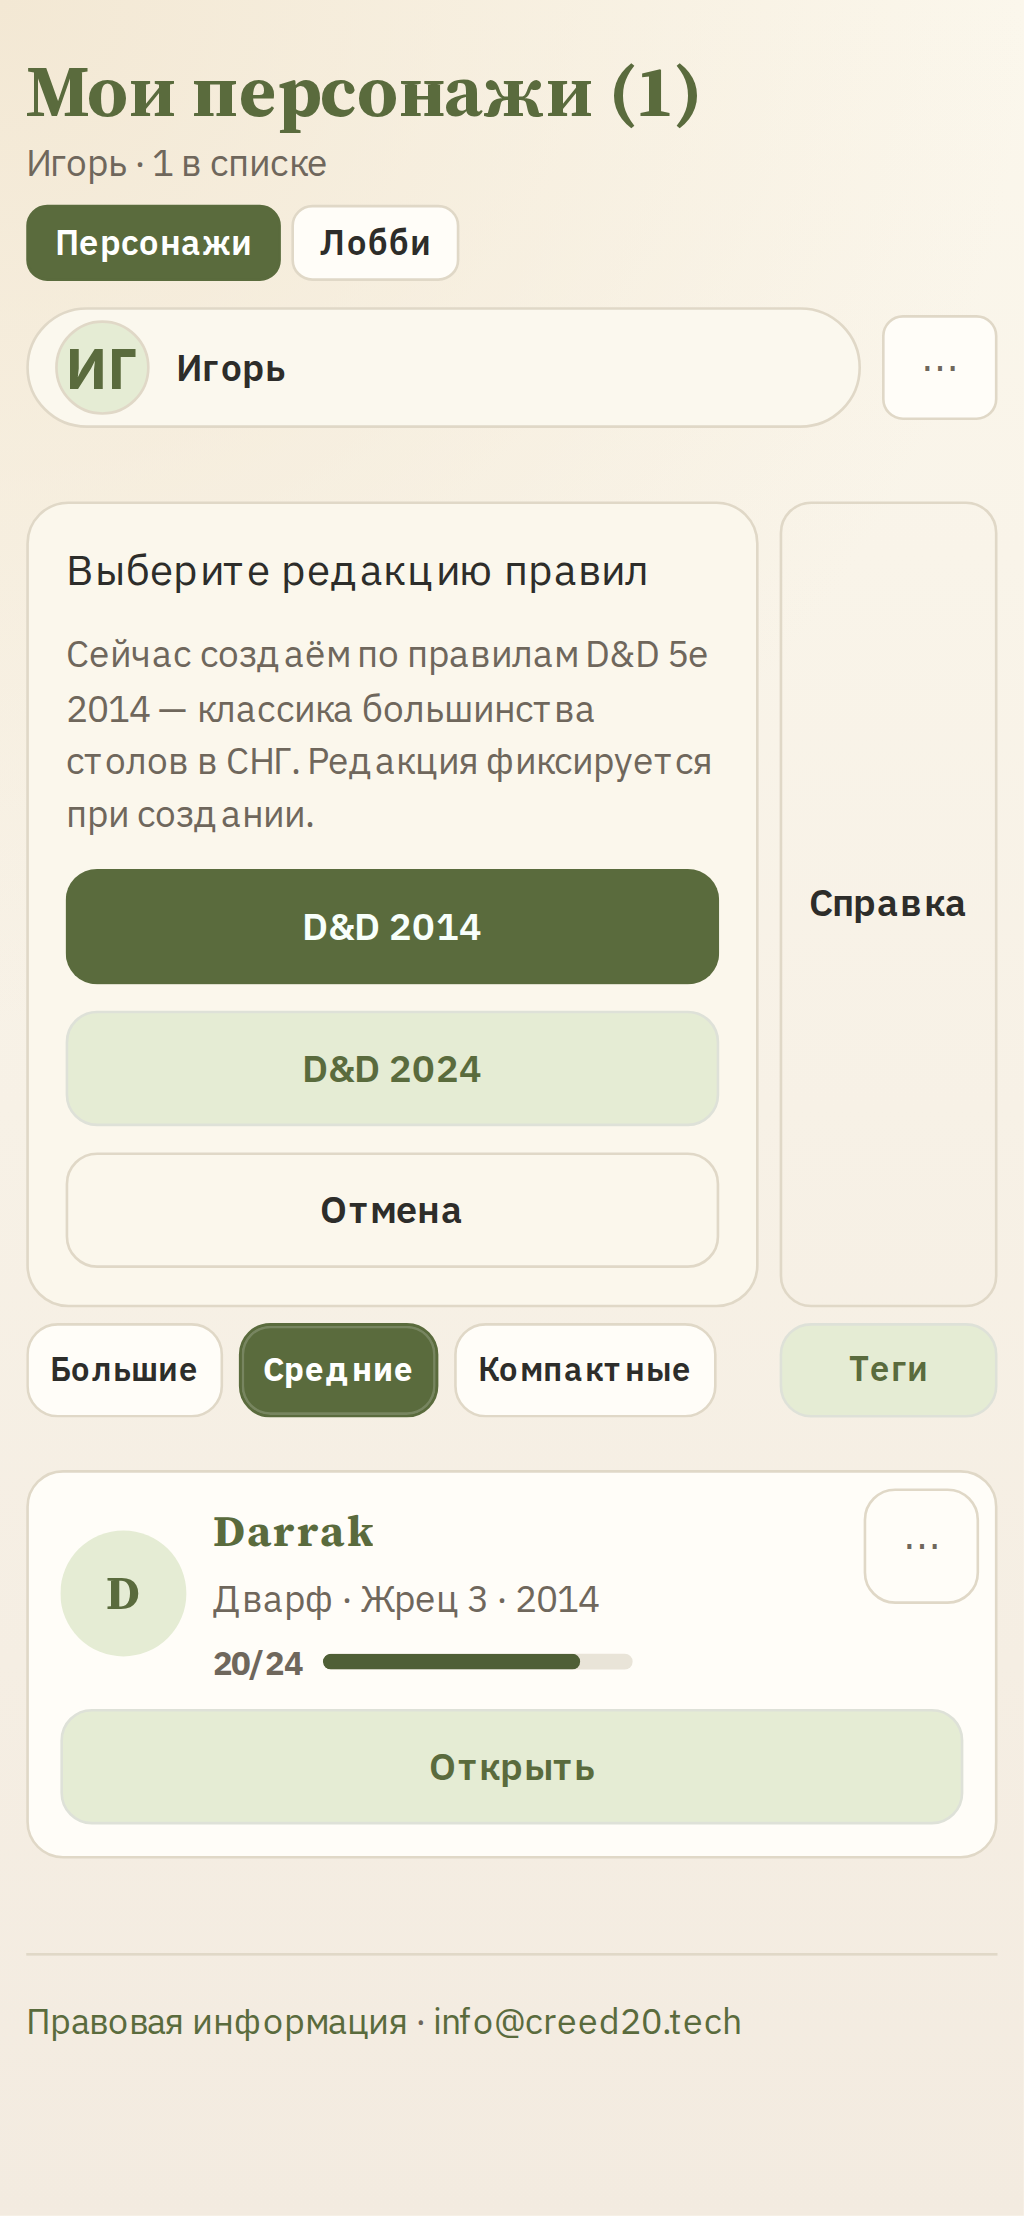 Мои персонажи (1)
Игорь · 1 в списке
Персонажи
Лобби
ИГ
Игорь
...
Выберите редакцию правил
Сейчас создаём по правилам D&D 5e
2014 — классика большинства
столов в СНГ. Редакция фиксируется
при создании.
D&D 2014
D&D 2024
Отмена
Справка
Большие
Средние
Компактные
Теги
D
Darrak
...
Дварф · Жрец 3 · 2014
20/24
Открыть
Правовая информация · info@creed20.tech